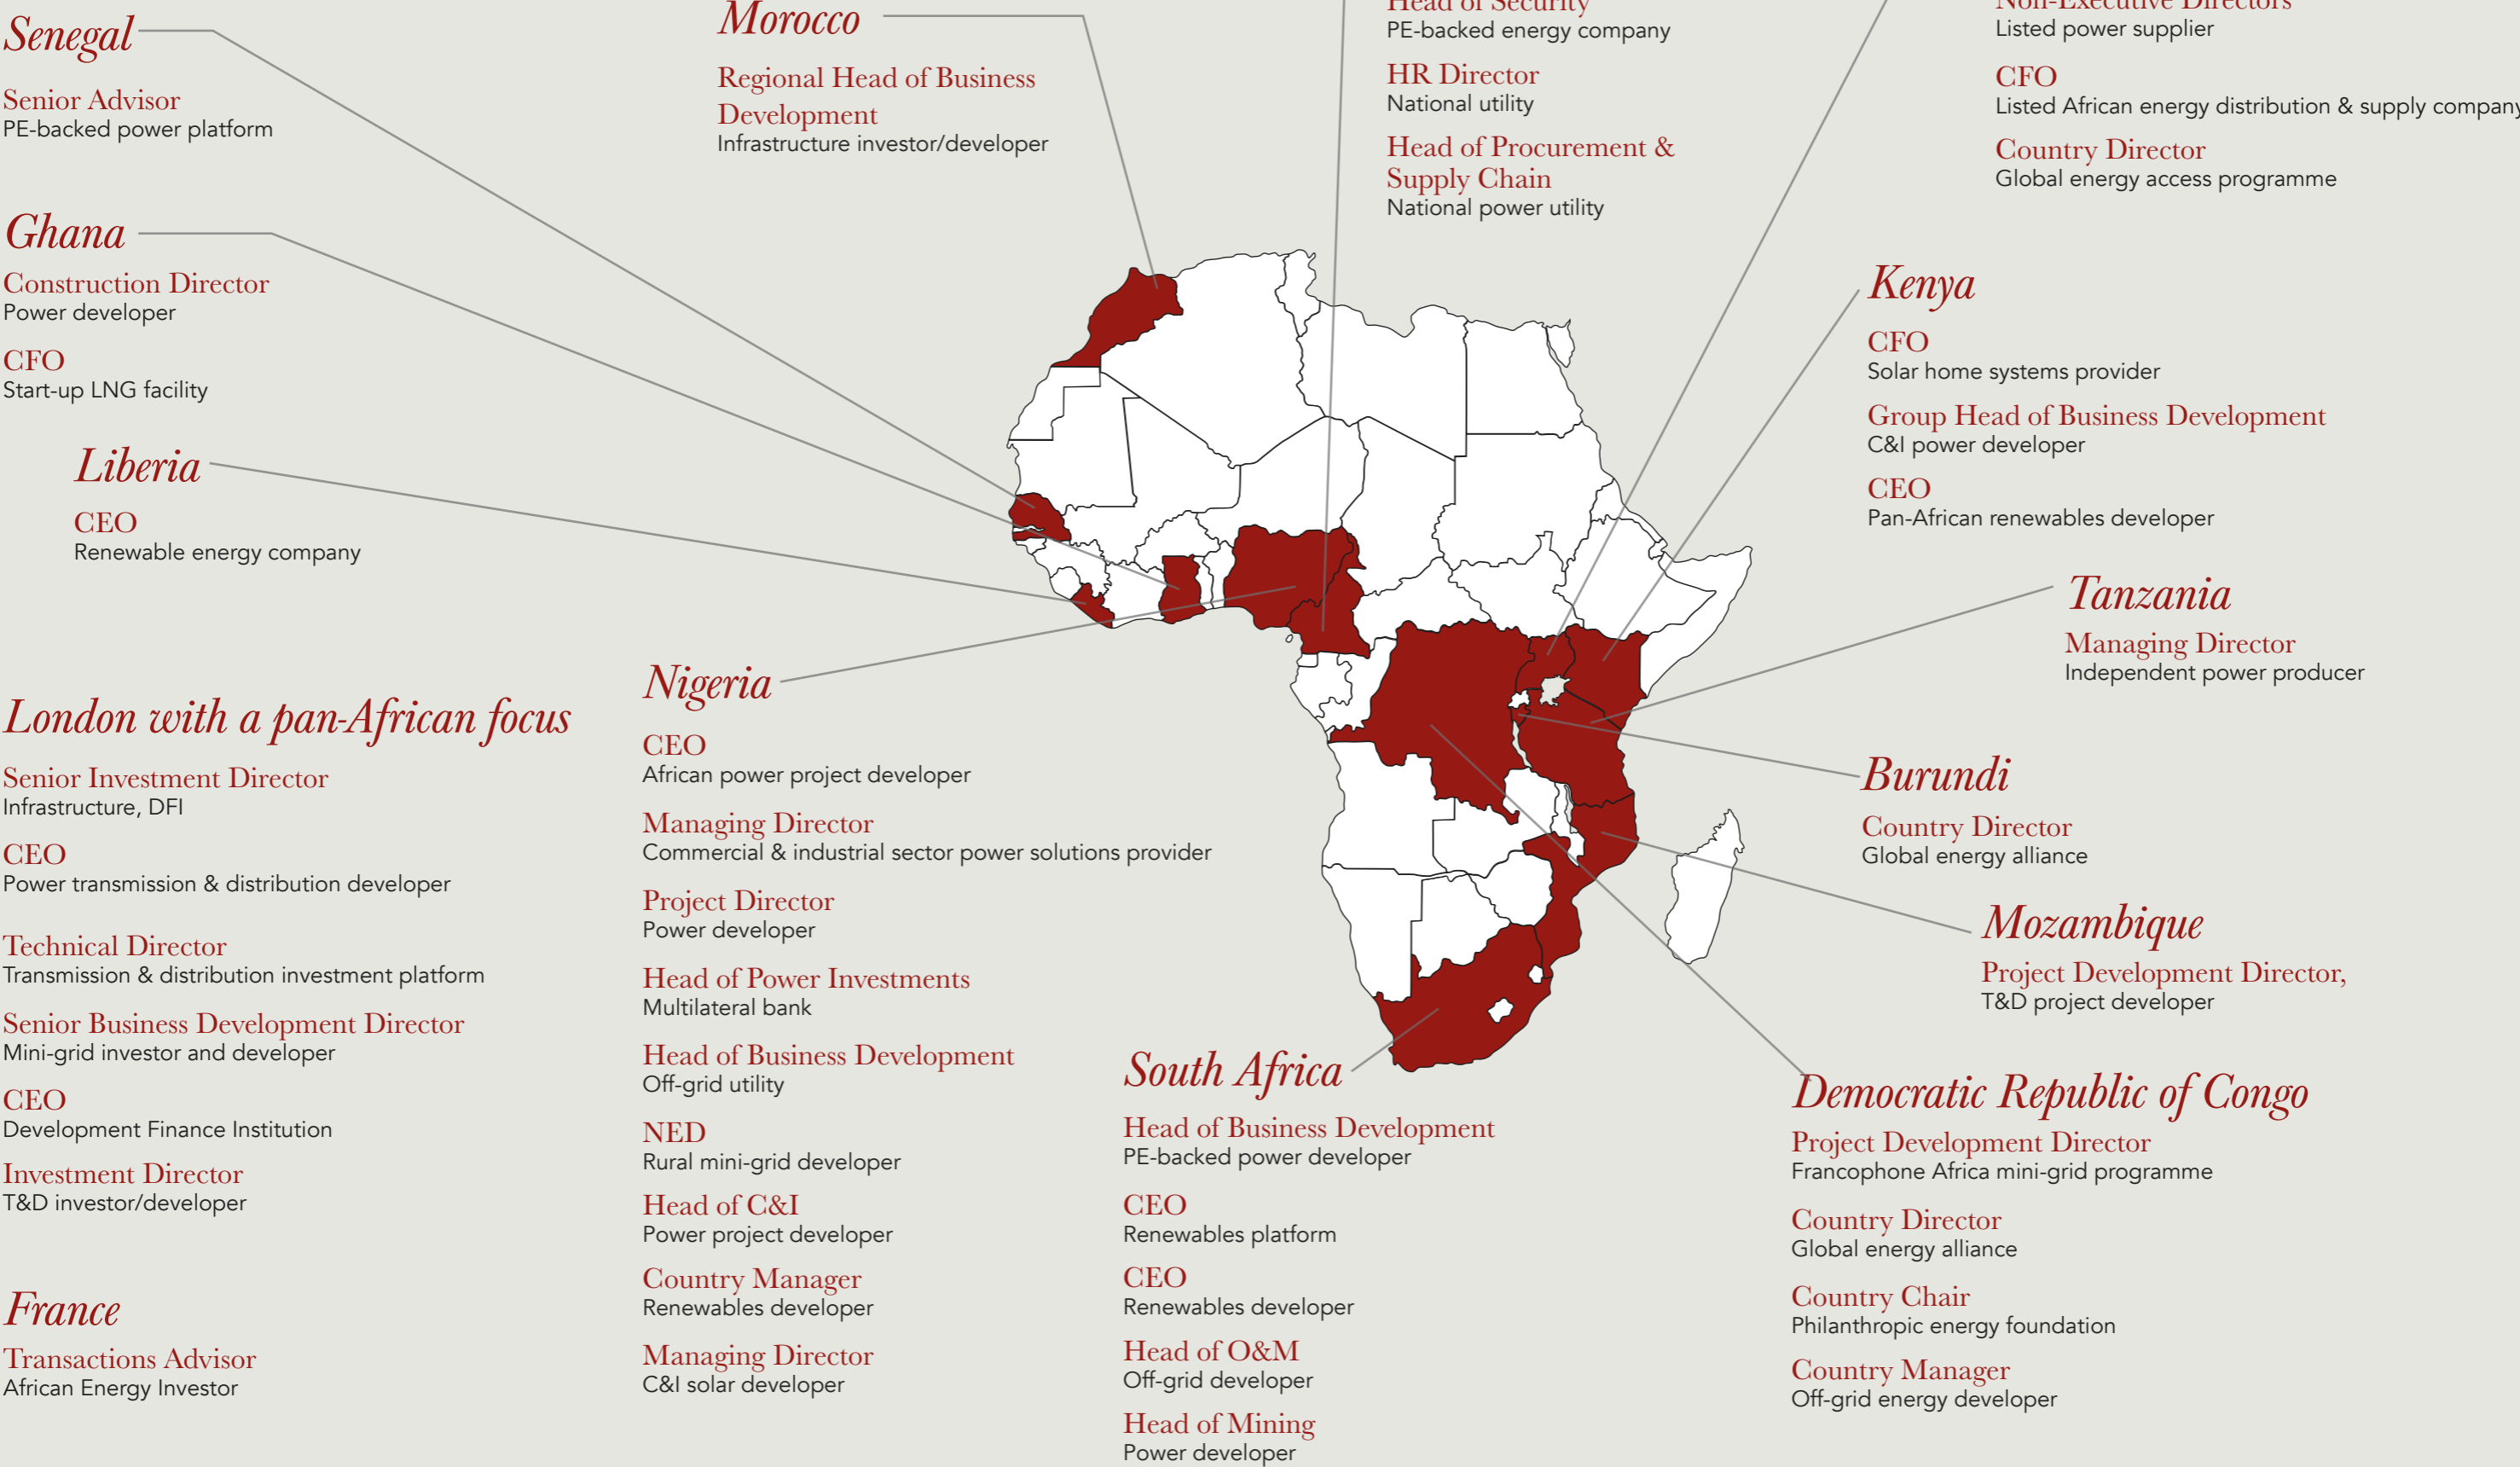 Senegal
Senior Advisor
PE-backed power platform
Ghana
Construction Director
Power developer
CFO
Start-up LNG facility
Liberia
CEO
Renewable energy company
London with a pan-African focus
Senior Investment Director
Infrastructure, DFI
CEO
Power transmission & distribution developer
Technical Director
Transmission & distribution investment platform
Senior Business Development Director
Mini-grid investor and developer
CEO
Development Finance Institution
Investment Director
T&D investor/developer
France
Transactions Advisor
African Energy Investor
Morocco
Regional Head of Business
Development
Infrastructure investor/developer
Nigeria
CEO
African power project developer
Managing Director
Commercial & industrial sector power solutions provider
Project Director
Power developer
Head of Power Investments
Multilateral bank
Head of Business Development
Off-grid utility
NED
Rural mini-grid developer
Head of C&I
Power project developer
Country Manager
Renewables developer
Managing Director
C&I solar developer
Head of Security
PE-backed energy company
HR Director
National utility
Head of Procurement &
Supply Chain
National power utility
South Africa
Head of Business Development
PE-backed power developer
CEO
Renewables platform
CEO
Renewables developer
Head of O&M
Off-grid developer
Head of Mining
Power developer
Non-Executive Directors
Listed power supplier
CFO
Listed African energy distribution & supply company
Country Director
Global energy access programme
Kenya
CFO
Solar home systems provider
Group Head of Business Development
C&I power developer
CEO
Pan-African renewables developer
Tanzania
Managing Director
Independent power producer
Burundi
Country Director
Global energy alliance
Mozambique
Project Development Director,
T&D project developer
Democratic Republic of Congo
Project Development Director
Francophone Africa mini-grid programme
Country Director
Global energy alliance
Country Chair
Philanthropic energy foundation
Country Manager
Off-grid energy developer